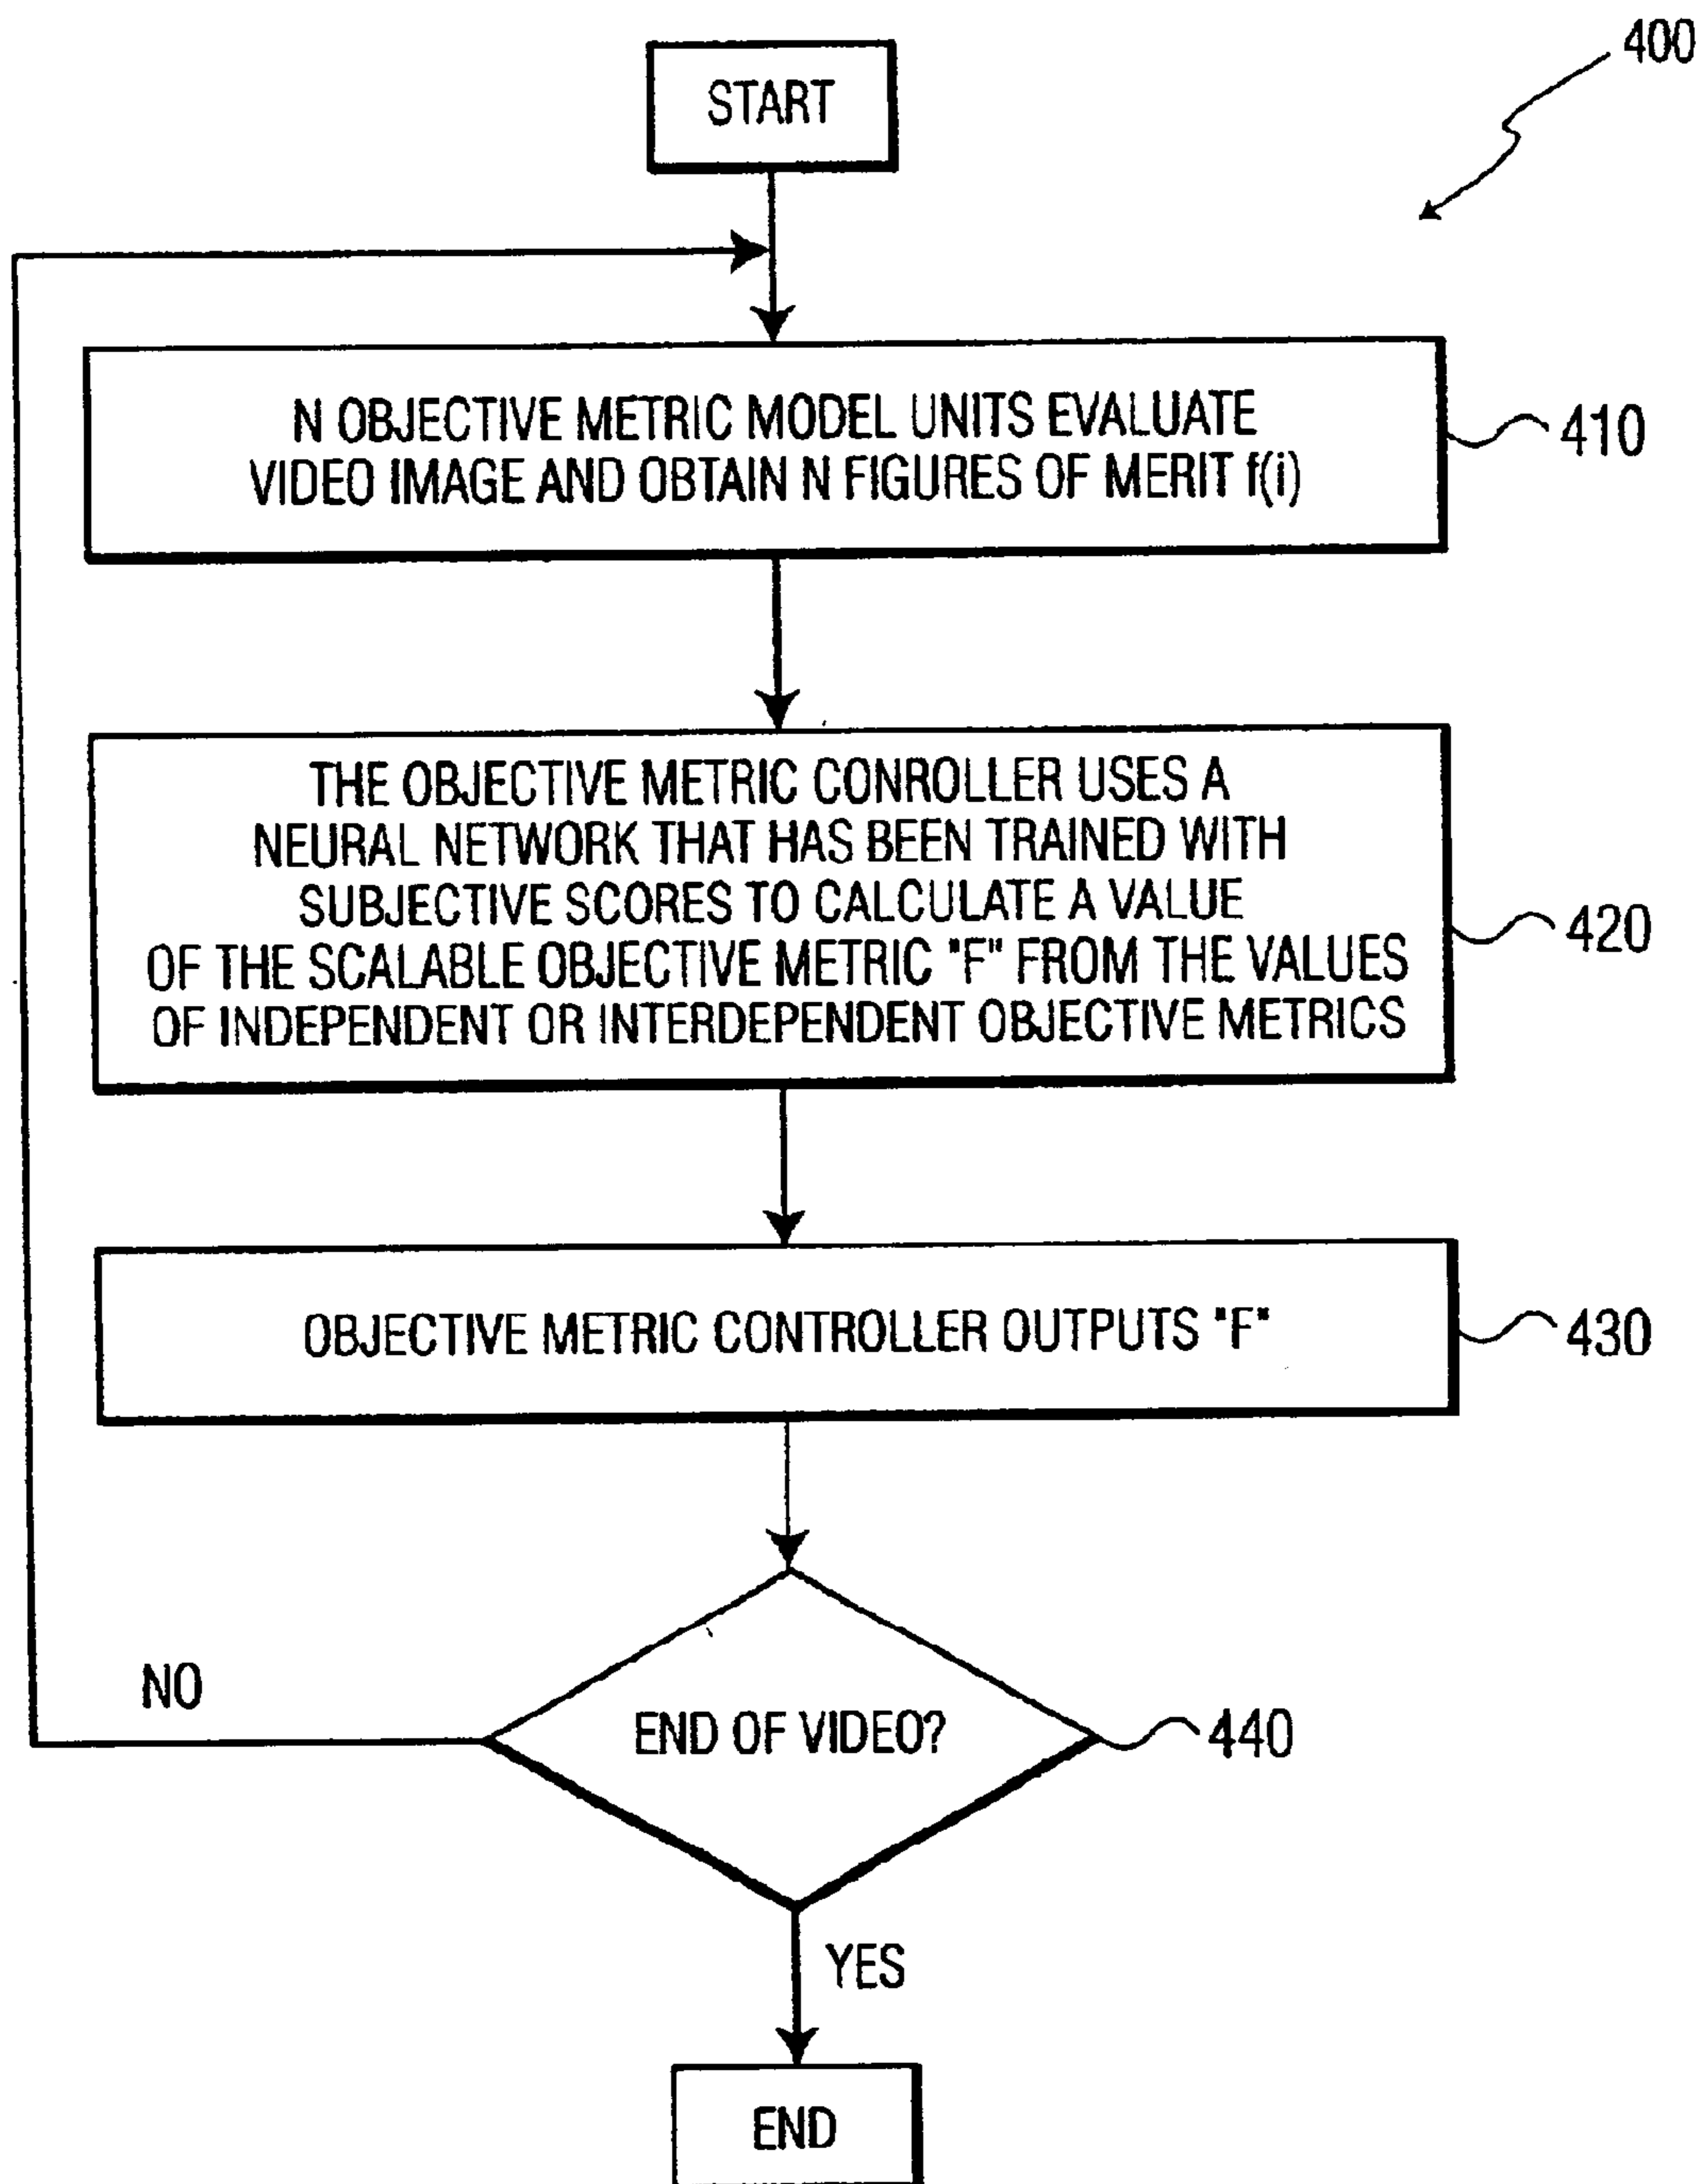 400
START
N OBJECTIVE METRIC MODEL UNITS EVALUATE
VIDEO IMAGE AND OBTAIN N FIGURES OF MERIT f(i)
410
THE OBJECTIVE METRIC CONROLLER USES A
NEURAL NETWORK THAT HAS BEEN TRAINED WITH
SUBJECTIVE SCORES TO CALCULATE A VALUE
OF THE SCALABLE OBJECTIVE METRIC "F" FROM THE VALUES
OF INDEPENDENT OR INTERDEPENDENT OBJECTIVE METRICS
420
OBJECTIVE METRIC CONTROLLER OUTPUTS "F"
430
NO
END OF VIDEO?
440
YES
END